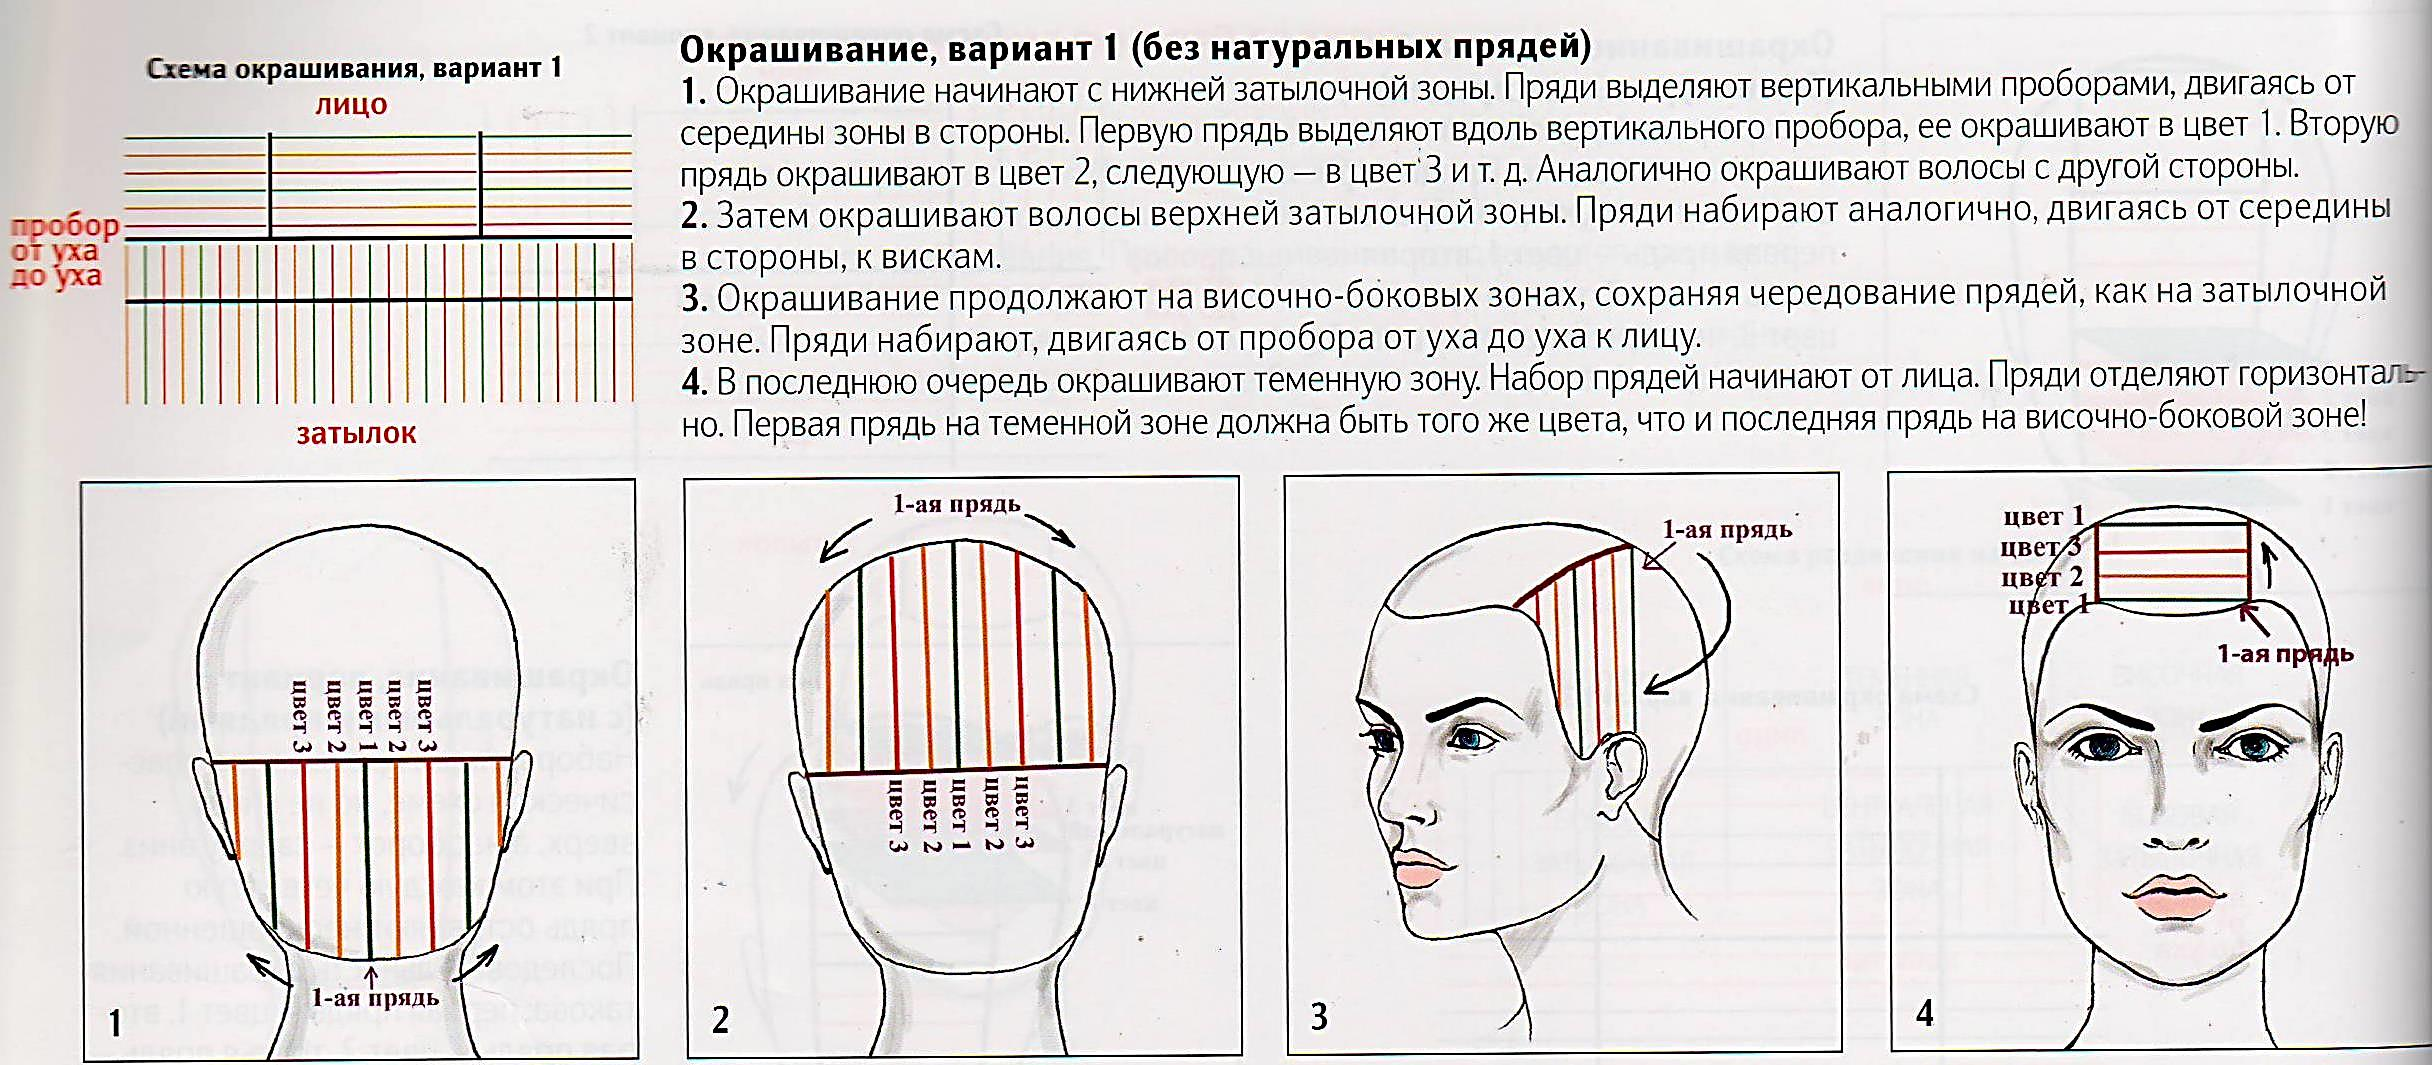 Схема окрашивания, вариант 1
лицо
пробор
от уха
до уха
затылок
Окрашивание, вариант 1 (без натуральных прядей)
1. Окрашивание начинают с нижней затылочной зоны. Пряди выделяют вертикальными проборами, двигаясь от
середины зоны в стороны. Первую прядь выделяют вдоль вертикального пробора, ее окрашивают в цвет 1. Вторую
прядь окрашивают в цвет 2, следующую — в цвет 3 и т. д. Аналогично окрашивают волосы с другой стороны.
2. Затем окрашивают волосы верхней затылочной зоны. Пряди набирают аналогично, двигаясь от середины
в стороны, к вискам.
3. Окрашивание продолжают на височно-боковых зонах, сохраняя чередование прядей, как на затылочной
зоне. Пряди набирают, двигаясь от пробора от уха до уха к лицу.
4. В последнюю очередь окрашивают теменную зону. Набор прядей начинают от лица. Пряди отделяют горизонталь-
но. Первая прядь на теменной зоне должна быть того же цвета, что и последняя прядь на височно-боковой зоне!
цвет 3
цвет 2
цвет 1
цвет 2
цвет 3
1-ая прядь
1
1-ая прядь
цвет 3
цвет 2
цвет 1
цвет 2
цвет 3
2
1-ая прядь
3
цвет 1
цвет 3
цвет 2
цвет 1
1-ая прядь
4